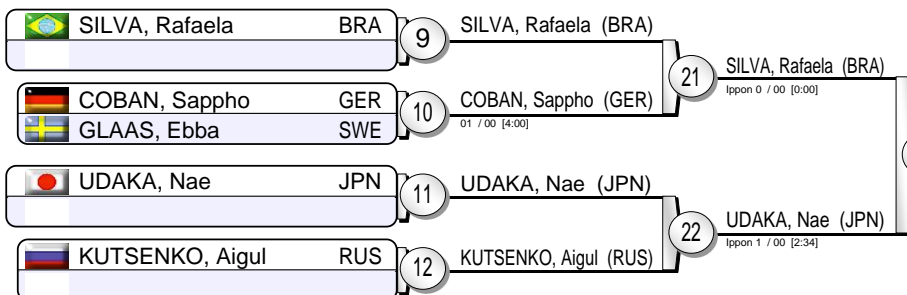 SILVA, Rafaela BRA
9
SILVA, Rafaela (BRA)
21
SILVA, Rafaela (BRA)
Ippon 0 / 00 [0:00]
COBAN, Sappho GER
GLAAS, Ebba SWE
10
COBAN, Sappho (GER)
01 / 00 [4:00]
UDAKA, Nae JPN
11
UDAKA, Nae (JPN)
22
UDAKA, Nae (JPN)
Ippon 1 / 00 [2:34]
KUTSENKO, Aigul RUS
12
KUTSENKO, Aigul (RUS)